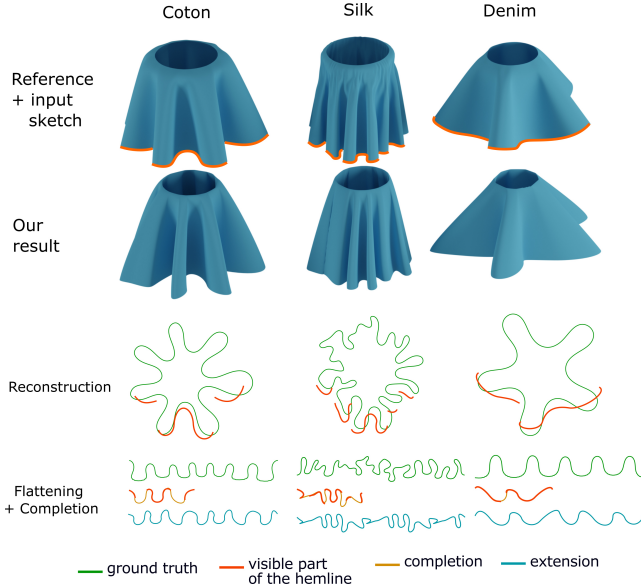 Coton
Silk
Denim
Reference
+ input
sketch
Our
result
Reconstruction
Flattening
+ Completion
ground truth
visible part
of the hemline
completion
extension